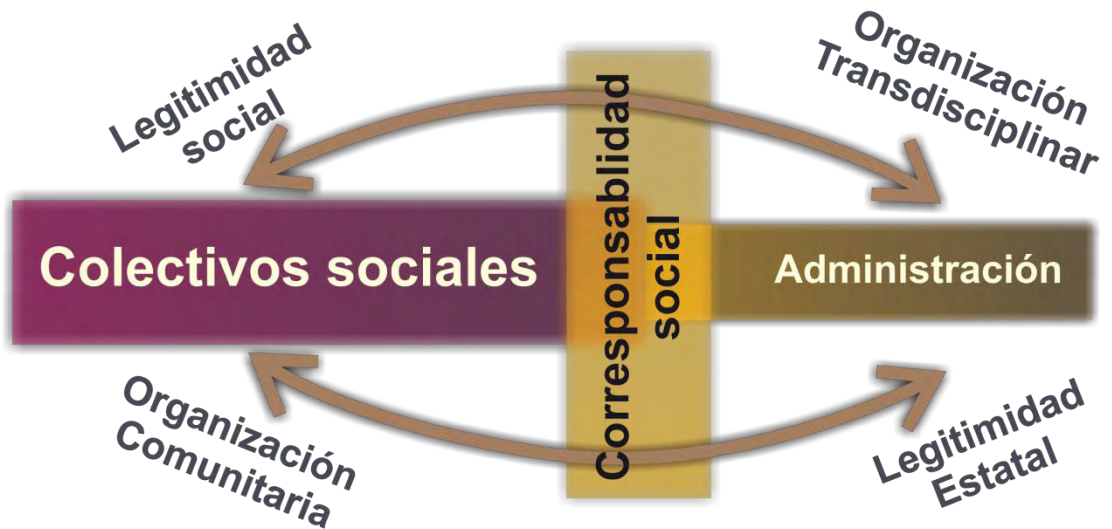 Legitimidad
social
Organización
Transdisciplinar
Colectivos sociales
Corresponsablidad
social
Administración
Organización
Comunitaria
Legitimidad
Estatal